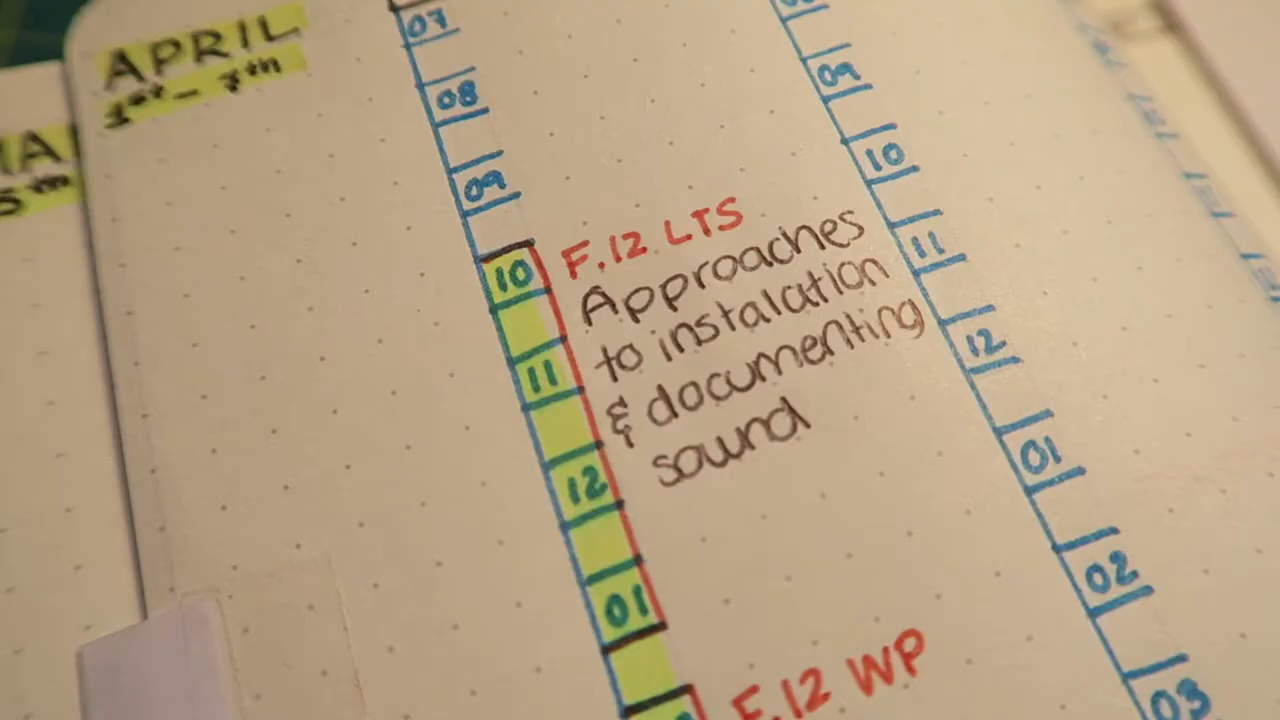 APRIL
1st - 7th
5th
07
08
09
10
11
12
01
F.12 LTS
Approaches
to instalation
& documenting
sound
F.12 WP
09
10
11
12
01
02
03